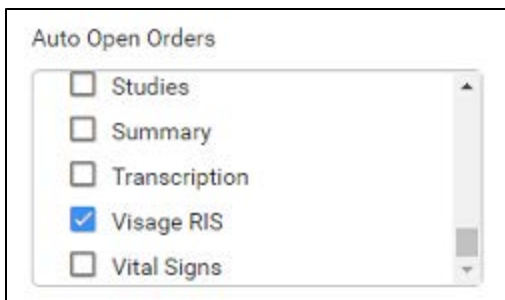 Auto Open Orders
Studies
Summary
Transcription
Visage RIS
Vital Signs